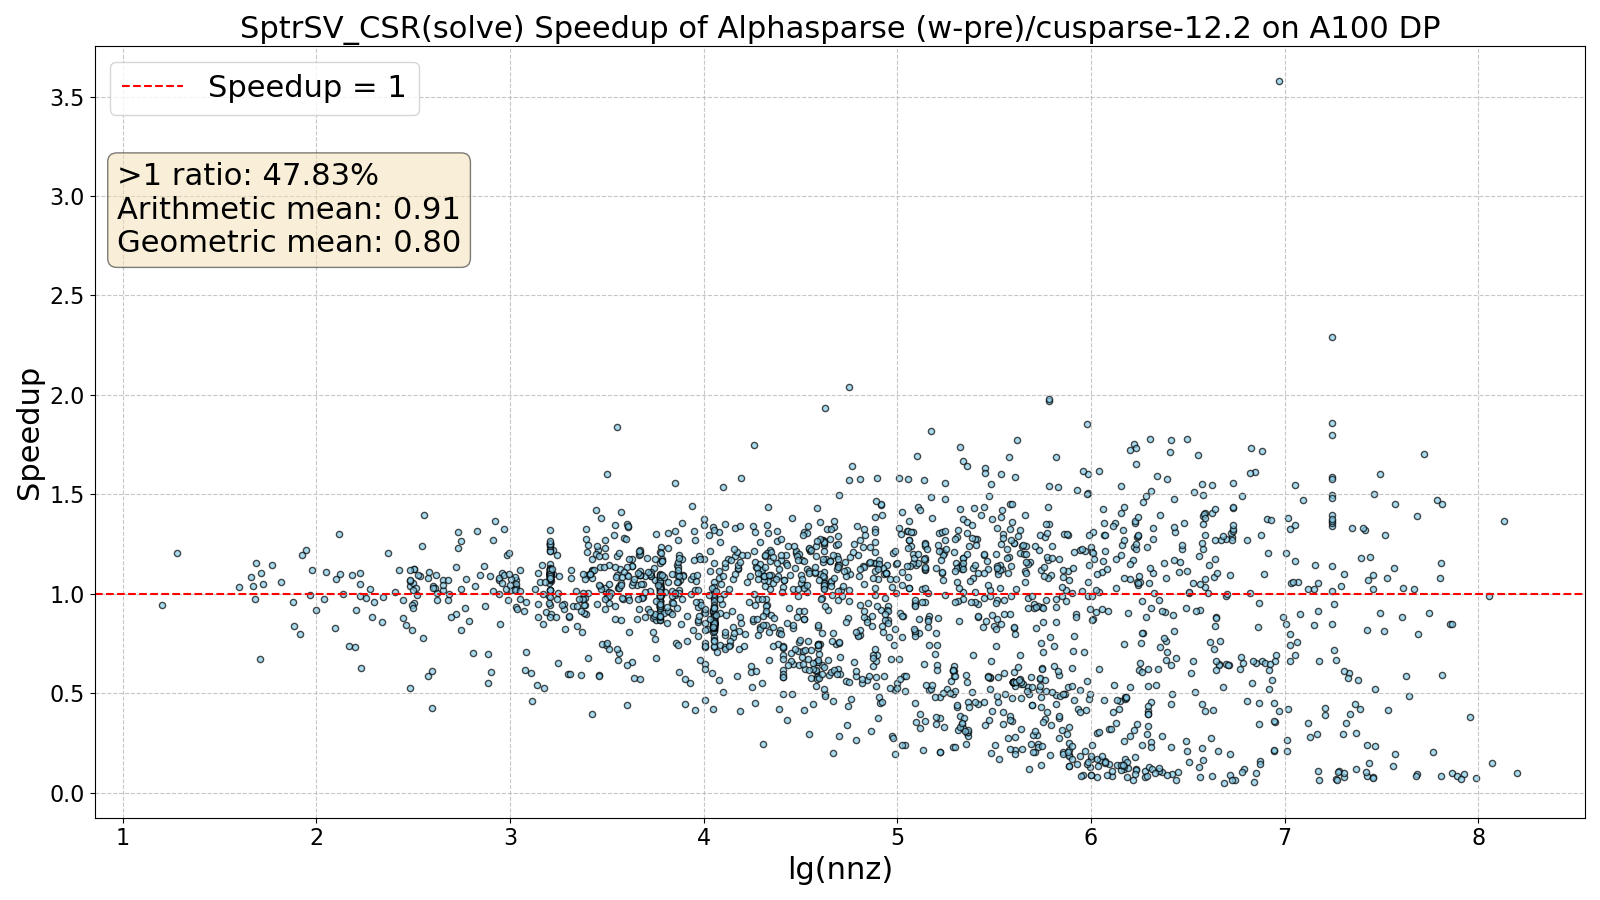 SptrSV_CSR(solve) Speedup of Alphasparse (w-pre)/cusparse-12.2 on A100 DP
Speedup = 1
>1 ratio: 47.83%
Arithmetic mean: 0.91
Geometric mean: 0.80
Speedup
3.5
3.0
2.5
2.0
1.5
1.0
0.5
0.0
1 2 3 4 5 6 7 8
lg(nnz)